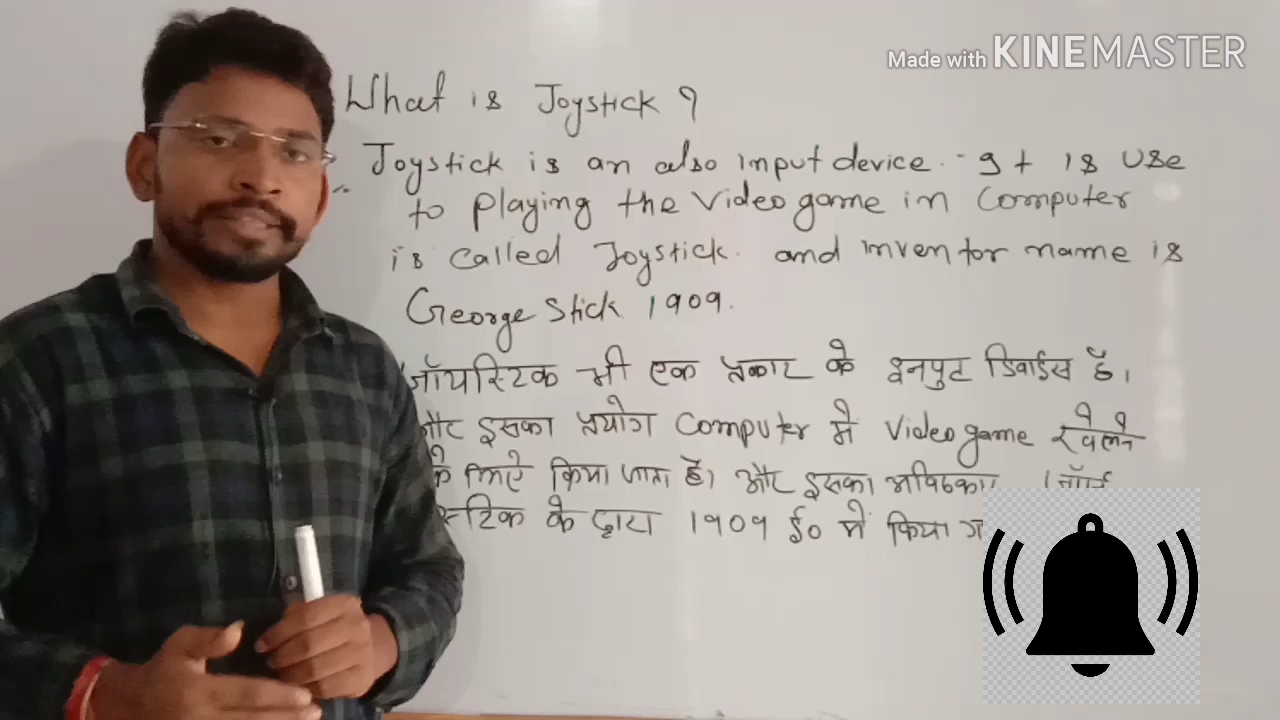 Made with KINEMASTER
What is Joystick ?
Joystick is an also input device. It is use
to playing the video game in Computer
is called Joystick. and inventor name is
George Stick 1909.
जॉयस्टिक भी एक प्रकार के इनपुट डिवाईस है।
और इसका प्रयोग Computer में Video game खेलने
के लिऐ किया जाता है। और इसका अविष्कार जॉर्ज
स्टिक के द्वारा 1909 ई० में किया